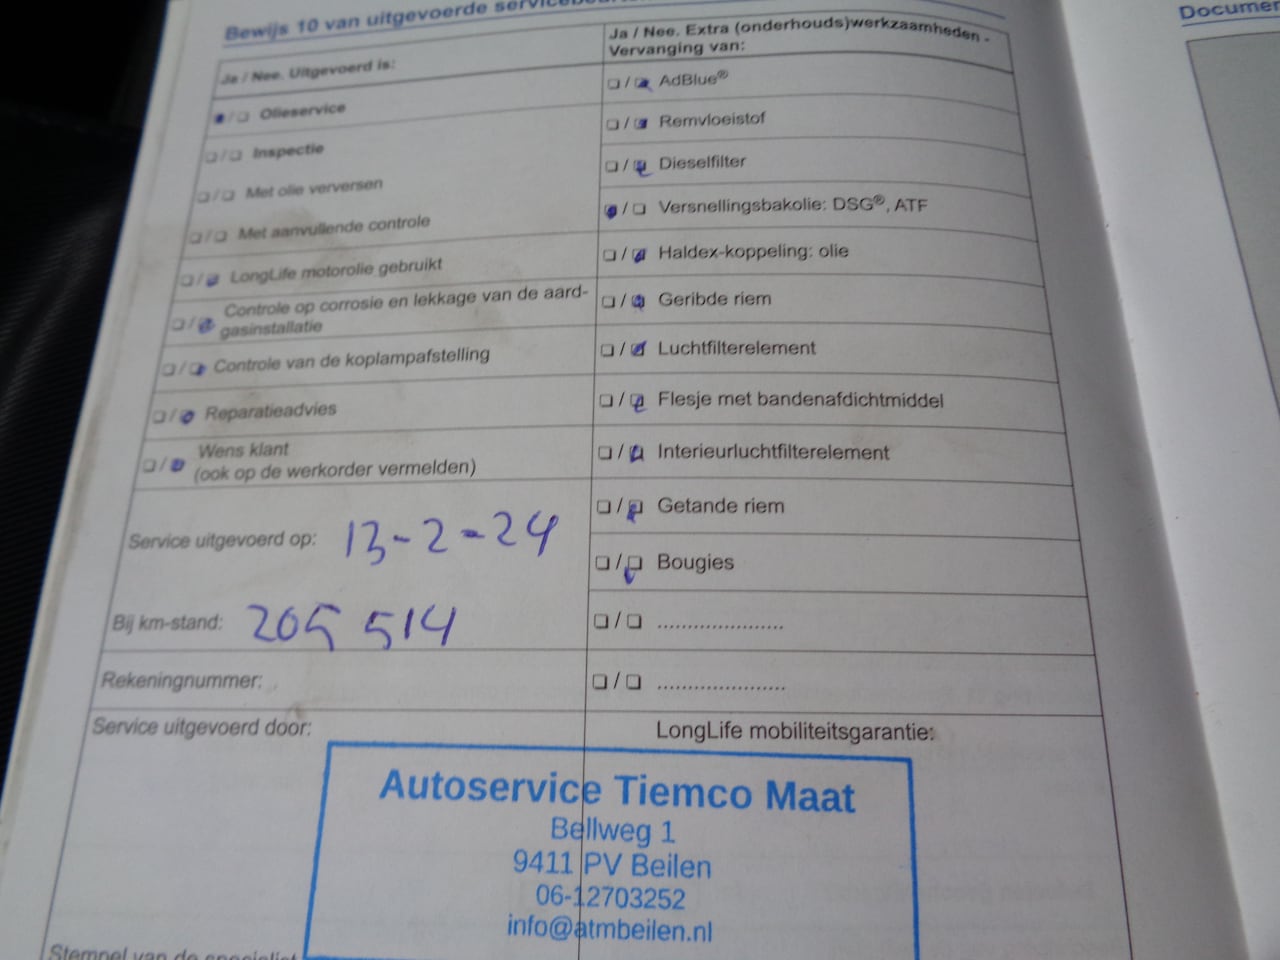 Bewijs 10 van uitgevoerde
Ja / Nee. Uitgevoerd is:
❏ / ❏ Olieservice
❏ / ❏ Inspectie
❏ / ❏ Met olie verversen
❏ / ❏ Met aanvullende controle
❏ / ❏ LongLife motorolie gebruikt
❏ / ❏ Controle op corrosie en lekkage van de aard-
gasinstallatie
❏ / ❏ Controle van de koplampafstelling
❏ / ❏ Reparatieadvies
❏ / ❏ Wens klant
(ook op de werkorder vermelden)
Service uitgevoerd op: 13-2-24
Bij km-stand: 205 514
Rekeningnummer:
Service uitgevoerd door:
Ja / Nee. Extra (onderhouds)werkzaamheden -
Vervanging van:
❏ / ❏ AdBlue®
❏ / ❏ Remvloeistof
❏ / ❏ Dieselfilter
❏ / ❏ Versnellingsbakolie: DSG®, ATF
❏ / ❏ Haldex-koppeling: olie
❏ / ❏ Geribde riem
❏ / ❏ Luchtfilterelement
❏ / ❏ Flesje met bandenafdichtmiddel
❏ / ❏ Interieurluchtfilterelement
❏ / ❏ Getande riem
❏ / ❏ Bougies
❏ / ❏ .....................
❏ / ❏ .....................
LongLife mobiliteitsgarantie:
Autoservice Tiemco Maat
Bellweg 1
9411 PV Beilen
06-12703252
info@atmbeilen.nl
Stempel van de specialist